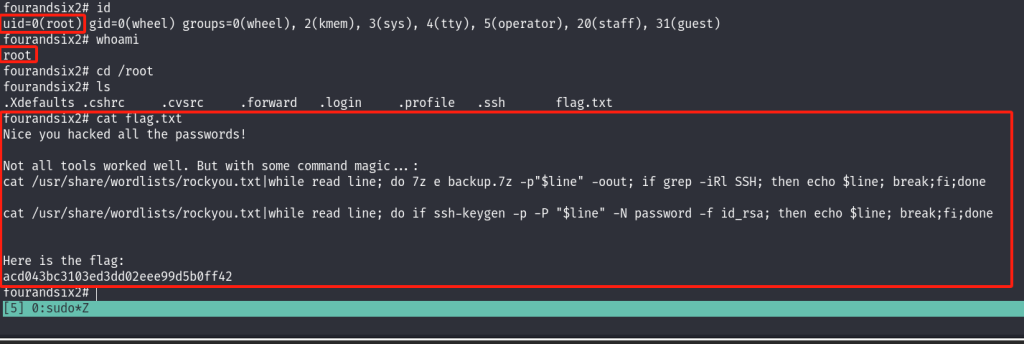 fourandsix2# id
uid=0(root) gid=0(wheel) groups=0(wheel), 2(kmem), 3(sys), 4(tty), 5(operator), 20(staff), 31(guest)
fourandsix2# whoami
root
fourandsix2# cd /root
fourandsix2# ls
.Xdefaults .cshrc .cvsrc .forward .login .profile .ssh flag.txt
fourandsix2# cat flag.txt
Nice you hacked all the passwords!
Not all tools worked well. But with some command magic...:
cat /usr/share/wordlists/rockyou.txt|while read line; do 7z e backup.7z -p"$line" -oout; if grep -iRl SSH; then echo $line; break;fi;done
cat /usr/share/wordlists/rockyou.txt|while read line; do if ssh-keygen -p -P "$line" -N password -f id_rsa; then echo $line; break;fi;done
Here is the flag:
acd043bc3103ed3dd02eee99d5b0ff42
fourandsix2#
[5] 0:sudo*Z